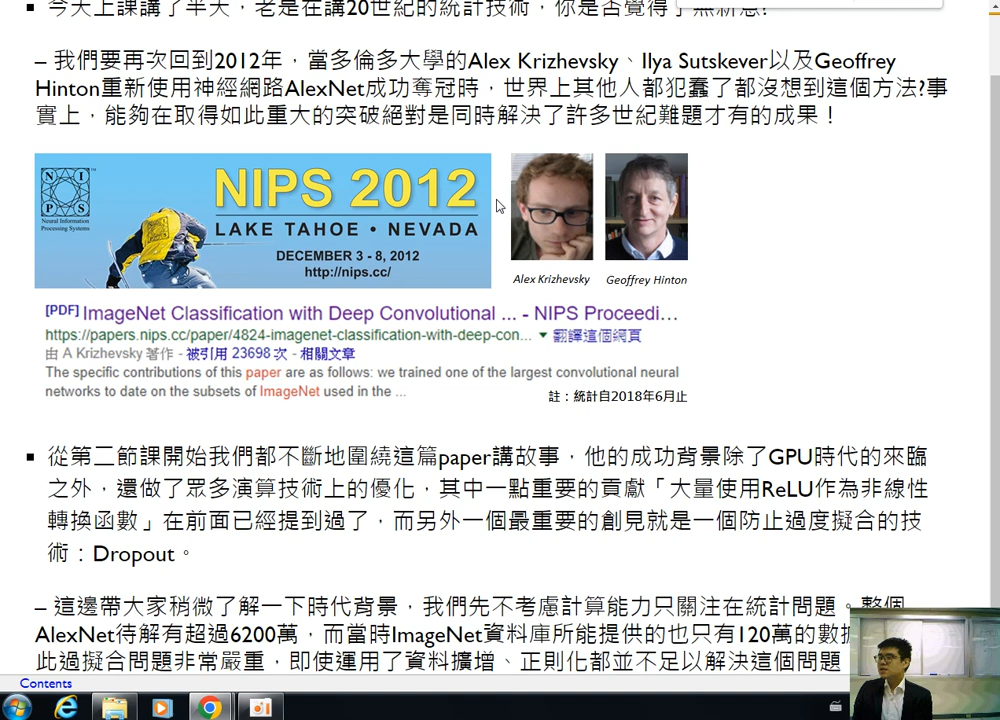 今天上課講了半天，老是在講20世紀的統計技術，你是否覺得了無新意?
– 我們要再次回到2012年，當多倫多大學的Alex Krizhevsky、Ilya Sutskever以及Geoffrey
Hinton重新使用神經網路AlexNet成功奪冠時，世界上其他人都犯蠢了都沒想到這個方法?事
實上，能夠在取得如此重大的突破絕對是同時解決了許多世紀難題才有的成果！
NIPS
Neural Information
Processing Systems
NIPS 2012
LAKE TAHOE • NEVADA
DECEMBER 3 - 8, 2012
http://nips.cc/
Alex Krizhevsky
Geoffrey Hinton
[PDF] ImageNet Classification with Deep Convolutional ... - NIPS Proceedi…
https://papers.nips.cc/paper/4824-imagenet-classification-with-deep-con... ▼ 翻譯這個網頁
由 A Krizhevsky 著作 - 被引用 23698 次 - 相關文章
The specific contributions of this paper are as follows: we trained one of the largest convolutional neural
networks to date on the subsets of ImageNet used in the ...
註：統計自2018年6月止
▪ 從第二節課開始我們都不斷地圍繞這篇paper講故事，他的成功背景除了GPU時代的來臨
之外，還做了眾多演算技術上的優化，其中一點重要的貢獻「大量使用ReLU作為非線性
轉換函數」在前面已經提到過了，而另外一個最重要的創見就是一個防止過度擬合的技
術：Dropout。
– 這邊帶大家稍微了解一下時代背景，我們先不考慮計算能力只關注在統計問題。整個
AlexNet待解有超過6200萬，而當時ImageNet資料庫所能提供的也只有120萬的數據
此過擬合問題非常嚴重，即使運用了資料擴增、正則化都並不足以解決這個問題
Contents